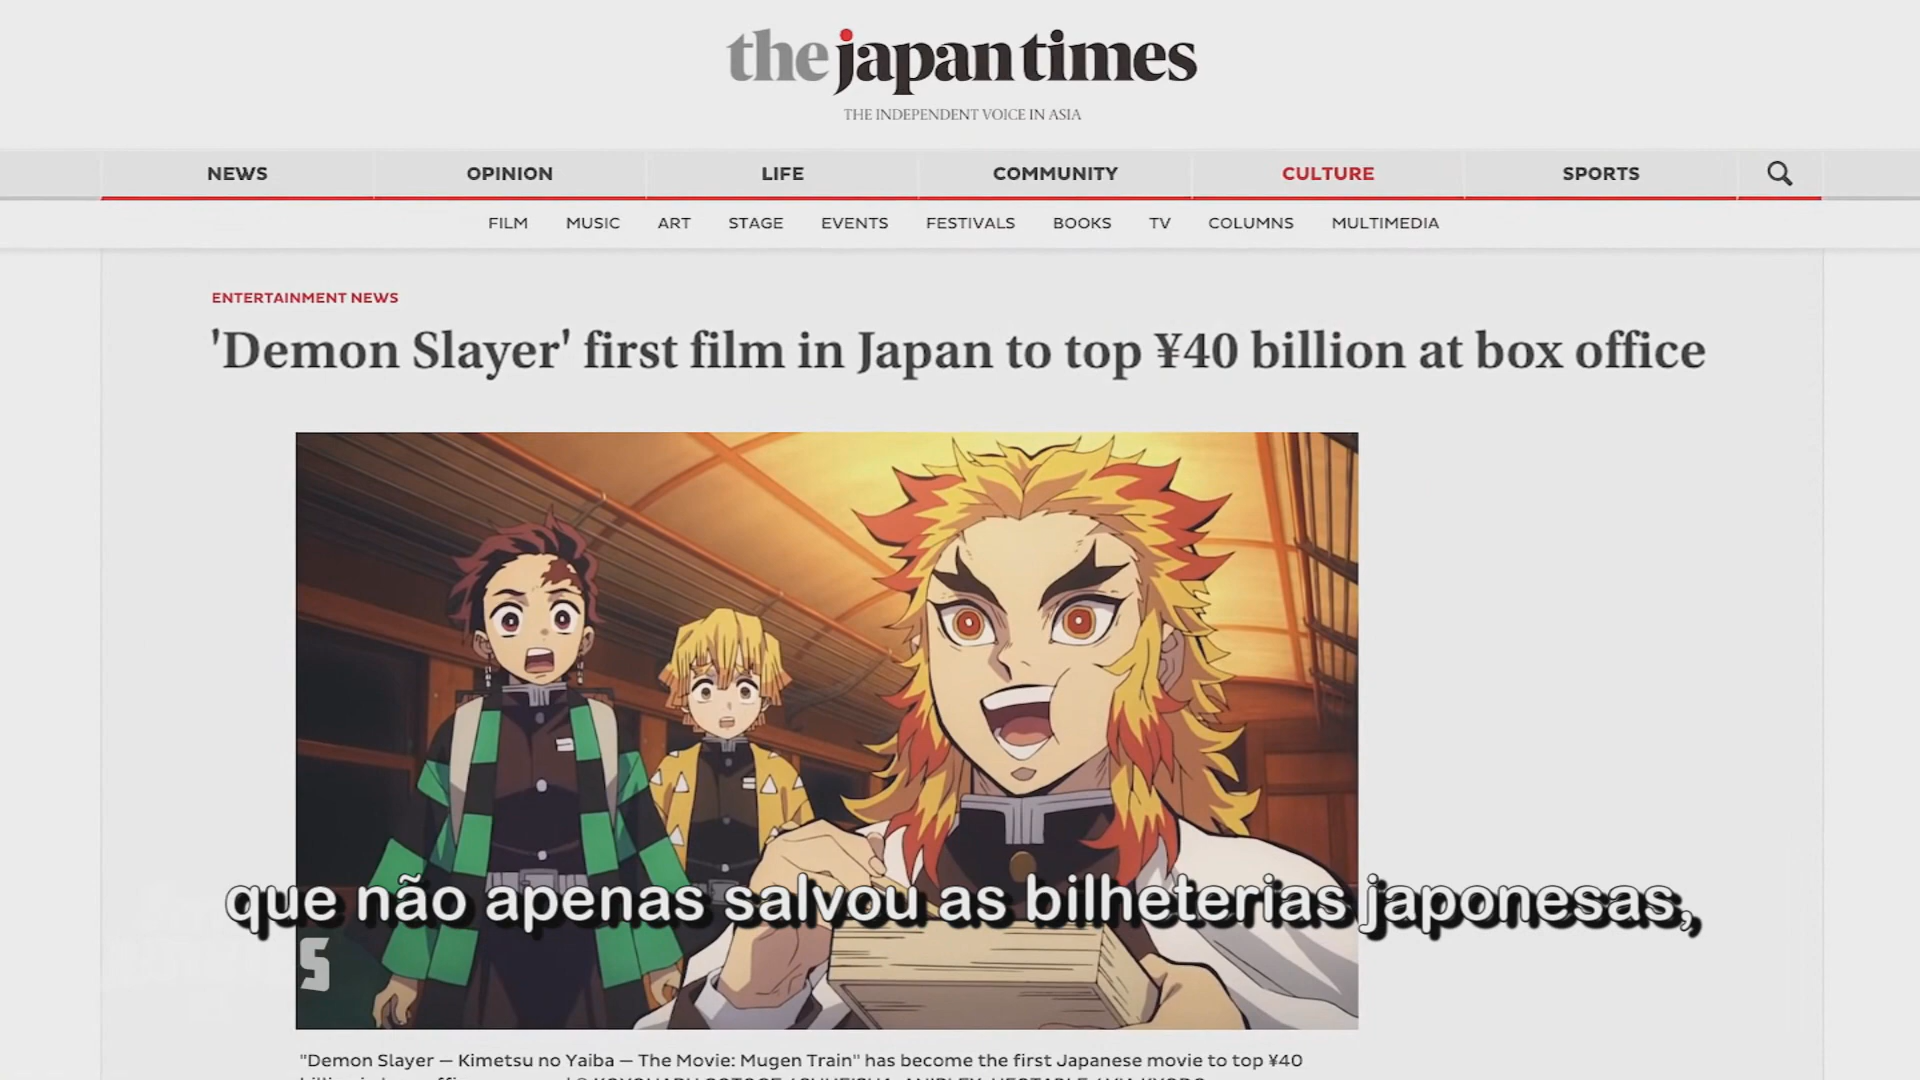 the japan times
THE INDEPENDENT VOICE IN ASIA
NEWS OPINION LIFE COMMUNITY CULTURE SPORTS
FILM MUSIC ART STAGE EVENTS FESTIVALS BOOKS TV COLUMNS MULTIMEDIA
ENTERTAINMENT NEWS
'Demon Slayer' first film in Japan to top ¥40 billion at box office
que não apenas salvou as bilheterias japonesas,
"Demon Slayer — Kimetsu no Yaiba — The Movie: Mugen Train" has become the first Japanese movie to top ¥40